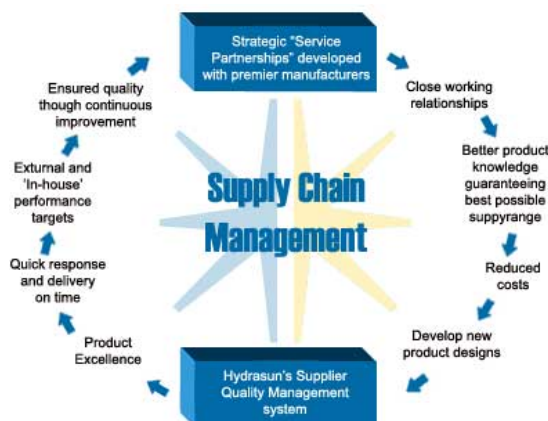 Strategic "Service
Partnerships" developed
with premier manufacturers
Close working
relationships
Better product
knowledge
guaranteeing
best possible
suppyrange
Reduced
costs
Develop new
product designs
Hydrasun's Supplier
Quality Management
system
Product
Excellence
Quick response
and delivery
on time
External and
'In-house'
performance
targets
Ensured quality
though continuous
improvement
Supply Chain
Management